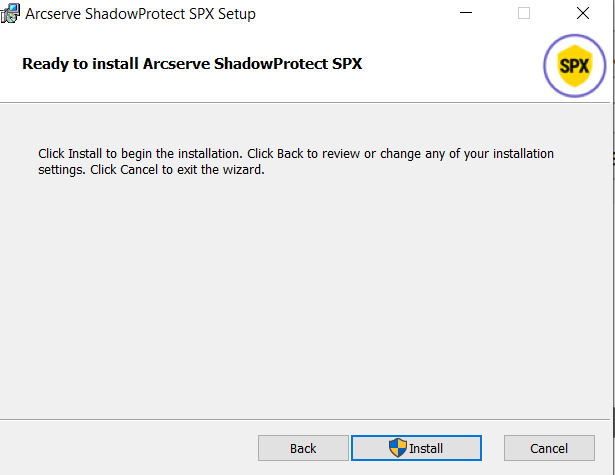 Arcserve ShadowProtect SPX Setup
Ready to install Arcserve ShadowProtect SPX
SPX
Click Install to begin the installation. Click Back to review or change any of your installation
settings. Click Cancel to exit the wizard.
Back
Install
Cancel